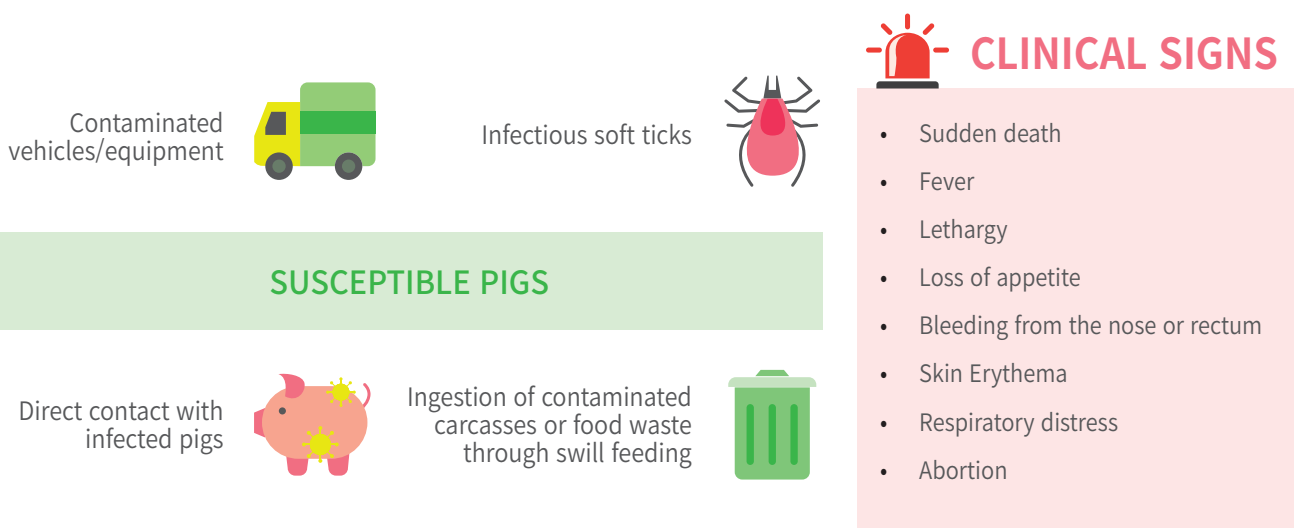 Contaminated
vehicles/equipment
Infectious soft ticks
SUSCEPTIBLE PIGS
Direct contact with
infected pigs
Ingestion of contaminated
carcasses or food waste
through swill feeding
CLINICAL SIGNS
• Sudden death
• Fever
• Lethargy
• Loss of appetite
• Bleeding from the nose or rectum
• Skin Erythema
• Respiratory distress
• Abortion